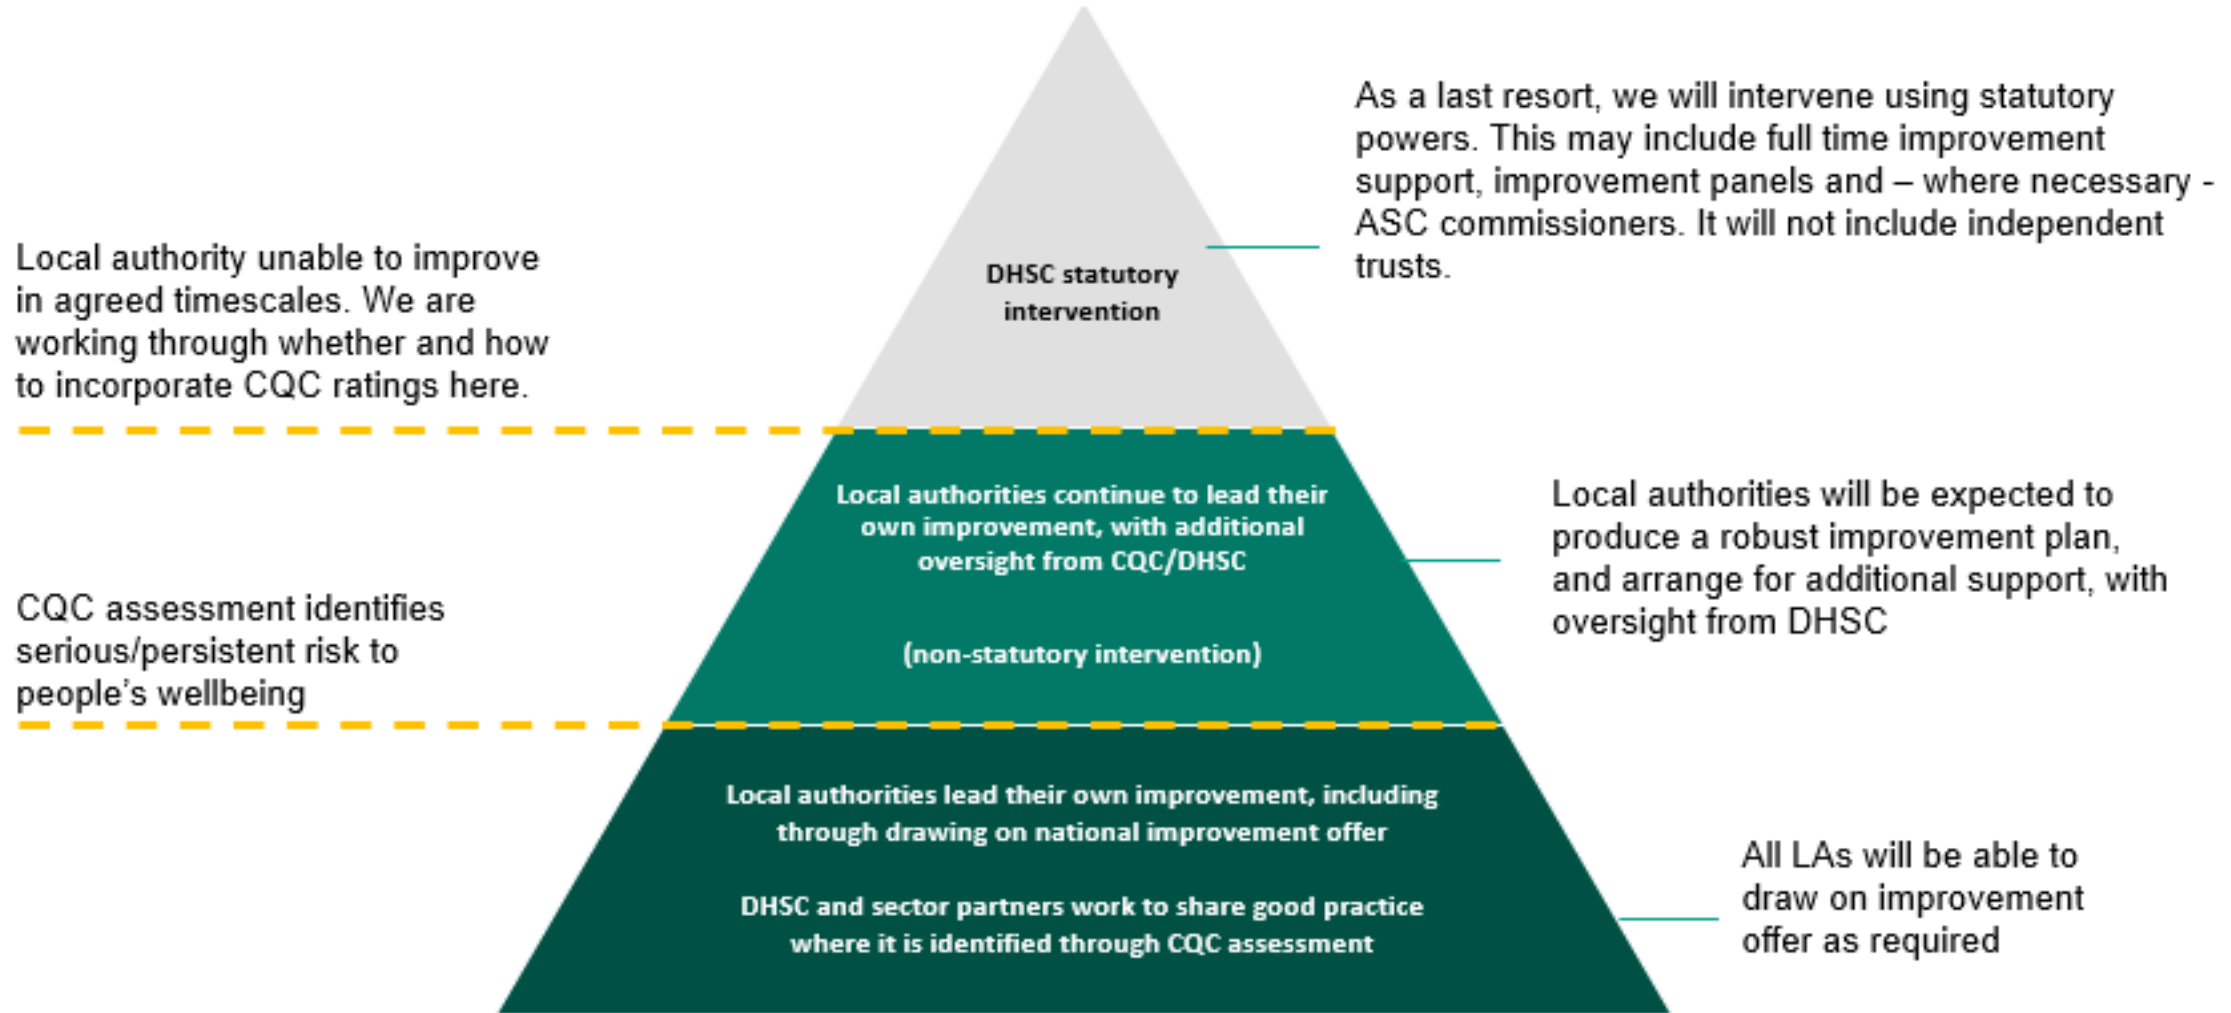 As a last resort, we will intervene using statutory
powers. This may include full time improvement
support, improvement panels and – where necessary -
ASC commissioners. It will not include independent
trusts.
DHSC statutory
intervention
Local authority unable to improve
in agreed timescales. We are
working through whether and how
to incorporate CQC ratings here.
Local authorities continue to lead their
own improvement, with additional
oversight from CQC/DHSC
(non-statutory intervention)
Local authorities will be expected to
produce a robust improvement plan,
and arrange for additional support, with
oversight from DHSC
CQC assessment identifies
serious/persistent risk to
people’s wellbeing
Local authorities lead their own improvement, including
through drawing on national improvement offer
DHSC and sector partners work to share good practice
where it is identified through CQC assessment
All LAs will be able to
draw on improvement
offer as required